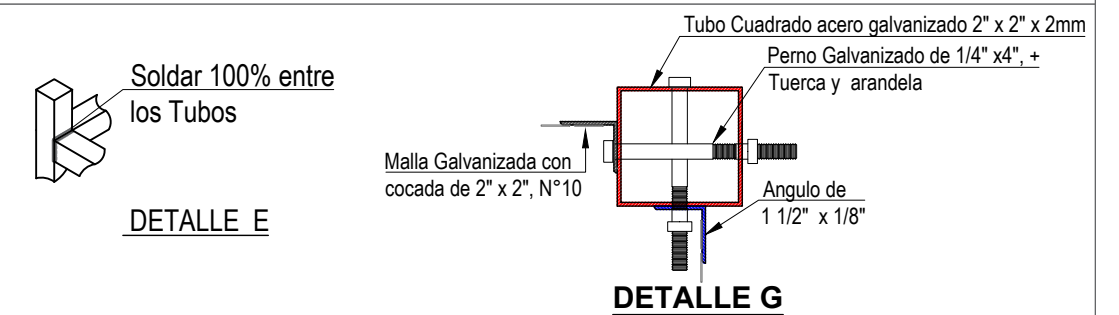 Soldar 100% entre
los Tubos
DETALLE E
Tubo Cuadrado acero galvanizado 2" x 2" x 2mm
Perno Galvanizado de 1/4" x4", +
Tuerca y arandela
Malla Galvanizada con
cocada de 2" x 2", N°10
Angulo de
1 1/2" x 1/8"
DETALLE G